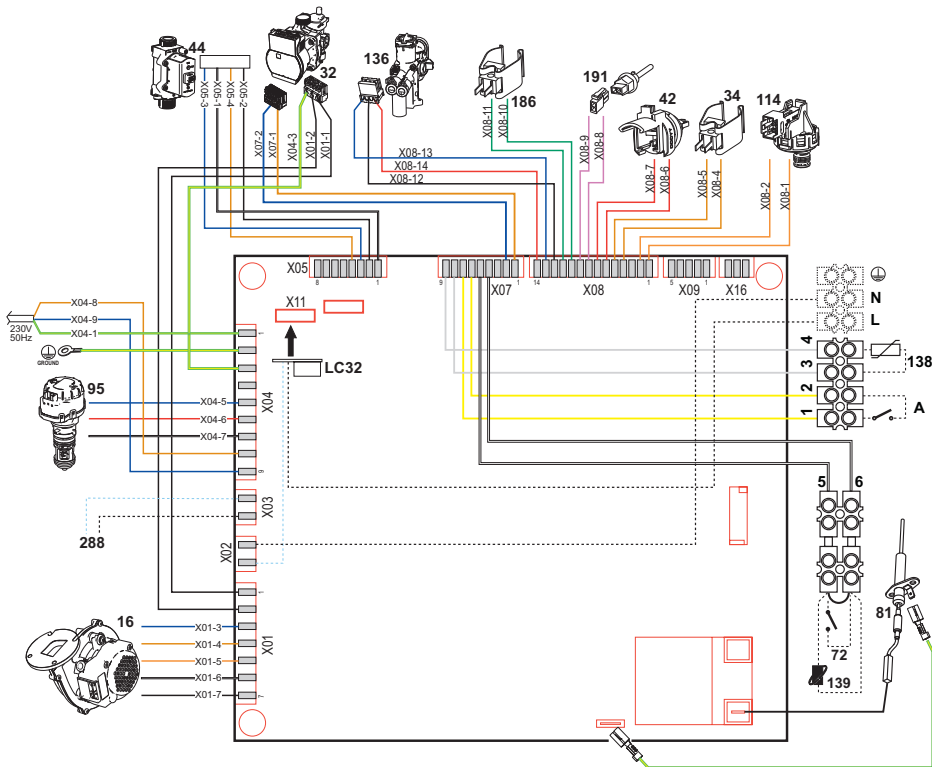 44
32
136
186
191
42
34
114
X05-3
X05-1
X05-4
X05-2
X07-2
X07-1
X04-3
X01-2
X01-1
X08-13
X08-14
X08-12
X08-11
X08-10
X08-9
X08-8
X08-7
X08-6
X08-5
X08-4
X08-2
X08-1
X05
8
1
9
X07
1
14
X08
1
5
X09
1
X16
X11
LC32
N
L
4
3
138
2
1
A
X04-8
X04-9
X04-1
230V
50Hz
GROUND
95
X04-5
X04-6
X04-7
1
X04
9
X03
288
X02
1
X01
7
16
X01-3
X01-4
X01-5
X01-6
X01-7
5
6
81
72
139